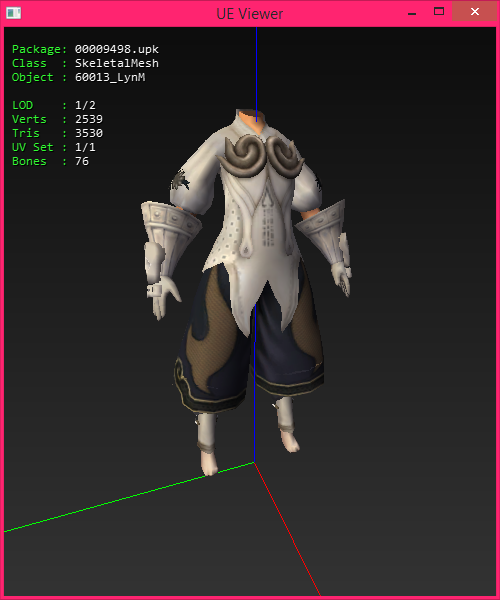 UE Viewer
Package: 00009498.upk
Class : SkeletalMesh
Object : 60013_LynM
LOD : 1/2
Verts : 2539
Tris : 3530
UV Set : 1/1
Bones : 76